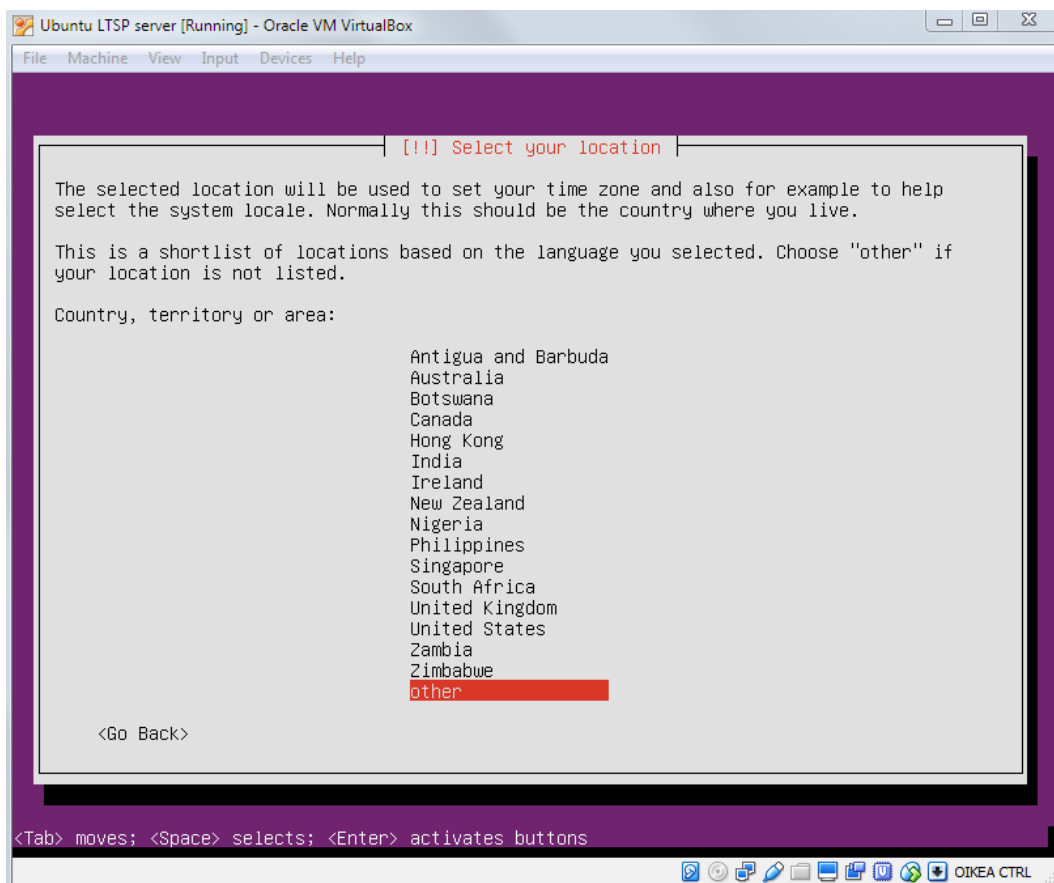 Ubuntu LTSP server [Running] - Oracle VM VirtualBox
File Machine View Input Devices Help
[!!] Select your location
The selected location will be used to set your time zone and also for example to help
select the system locale. Normally this should be the country where you live.
This is a shortlist of locations based on the language you selected. Choose "other" if
your location is not listed.
Country, territory or area:
Antigua and Barbuda
Australia
Botswana
Canada
Hong Kong
India
Ireland
New Zealand
Nigeria
Philippines
Singapore
South Africa
United Kingdom
United States
Zambia
Zimbabwe
other
<Go Back>
<Tab> moves; <Space> selects; <Enter> activates buttons
OIKEA CTRL